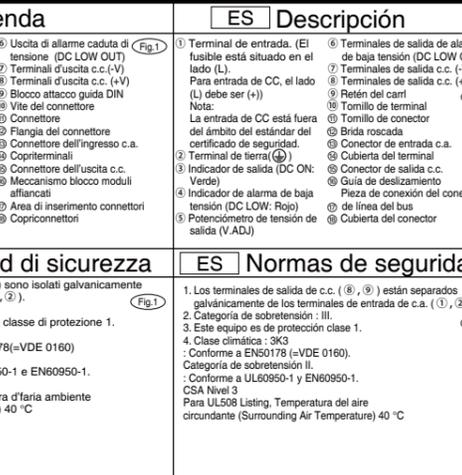 enda
⑥ Uscita di allarme caduta di
tensione (DC LOW OUT)
⑦ Terminali d'uscita c.c.(-V)
⑧ Terminali d'uscita c.c. (+V)
⑨ Blocco attacco guida DIN
⑩ Vite del connettore
⑪ Connettore
⑫ Flangia del connettore
⑬ Connettore dell'ingresso c.a.
⑭ Copriterminali
⑮ Connettore dell'uscita c.c.
⑯ Meccanismo blocco moduli
affiancati
⑰ Area di inserimento connettori
⑱ Copriconnettori
Fig.1
ES Descripción
① Terminal de entrada. (El
fusible está situado en el
lado (L).
Para entrada de CC, el lado
(L) debe ser (+))
Nota:
La entrada de CC está fuera
del ámbito del estándar del
certificado de seguridad.
② Terminal de tierra(⏚)
③ Indicador de salida (DC ON:
Verde)
④ Indicador de alarma de baja
tensión (DC LOW: Rojo)
⑤ Potenciómetro de tensión de
salida (V.ADJ)
⑥ Terminales de salida de ala
de baja tensión (DC LOW
⑦ Terminales de salida c.c. (-
⑧ Terminales de salida c.c. (+
⑨ Retén del carrl
⑩ Tornillo de terminal
⑪ Tornillo de conector
⑫ Brida roscada
⑬ Conector de entrada c.a.
⑭ Cubierta del terminal
⑮ Conector de salida c.c.
⑯ Guía de deslizamiento
Pieza de conexión del cone
⑰ de línea del bus
⑱ Cubierta del conector
d di sicurezza
) sono isolati galvanicamente
, ②).
Fig.1
classe di protezione 1.
78(=VDE 0160)
50-1 e EN60950-1.
ra d'faria ambiente
) 40 °C
ES Normas de segurida
1. Los terminales de salida de c.c. ( ⑧ , ⑨ ) están separados
galvánicamente de los terminales de entrada de c.a. ( ① , ②
2. Categoría de sobretensión : III.
3. Este equipo es de protección clase 1.
4. Clase climática : 3K3
: Conforme a EN50178 (=VDE 0160).
Categoría de sobretensión II.
: Conforme a UL60950-1 y EN60950-1.
CSA Nivel 3
Para UL508 Listing, Temperatura del aire
circundante (Surrounding Air Temperature) 40 °C